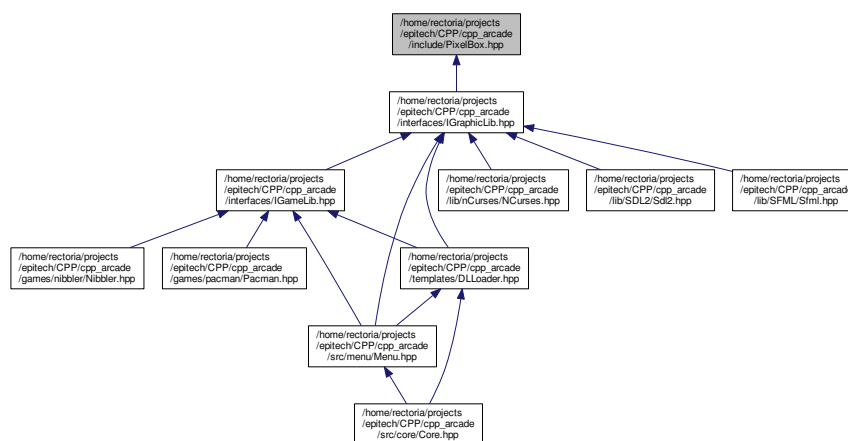 /home/rectoria/projects
/epitech/CPP/cpp_arcade
/include/PixelBox.hpp
/home/rectoria/projects
/epitech/CPP/cpp_arcade
/interfaces/IGraphicLib.hpp
/home/rectoria/projects
/epitech/CPP/cpp_arcade
/interfaces/IGameLib.hpp
/home/rectoria/projects
/epitech/CPP/cpp_arcade
/lib/nCurses/NCurses.hpp
/home/rectoria/projects
/epitech/CPP/cpp_arcade
/lib/SDL2/Sdl2.hpp
/home/rectoria/projects
/epitech/CPP/cpp_arcade
/lib/SFML/Sfml.hpp
/home/rectoria/projects
/epitech/CPP/cpp_arcade
/games/nibbler/Nibbler.hpp
/home/rectoria/projects
/epitech/CPP/cpp_arcade
/games/pacman/Pacman.hpp
/home/rectoria/projects
/epitech/CPP/cpp_arcade
/templates/DLLoader.hpp
/home/rectoria/projects
/epitech/CPP/cpp_arcade
/src/menu/Menu.hpp
/home/rectoria/projects
/epitech/CPP/cpp_arcade
/src/core/Core.hpp